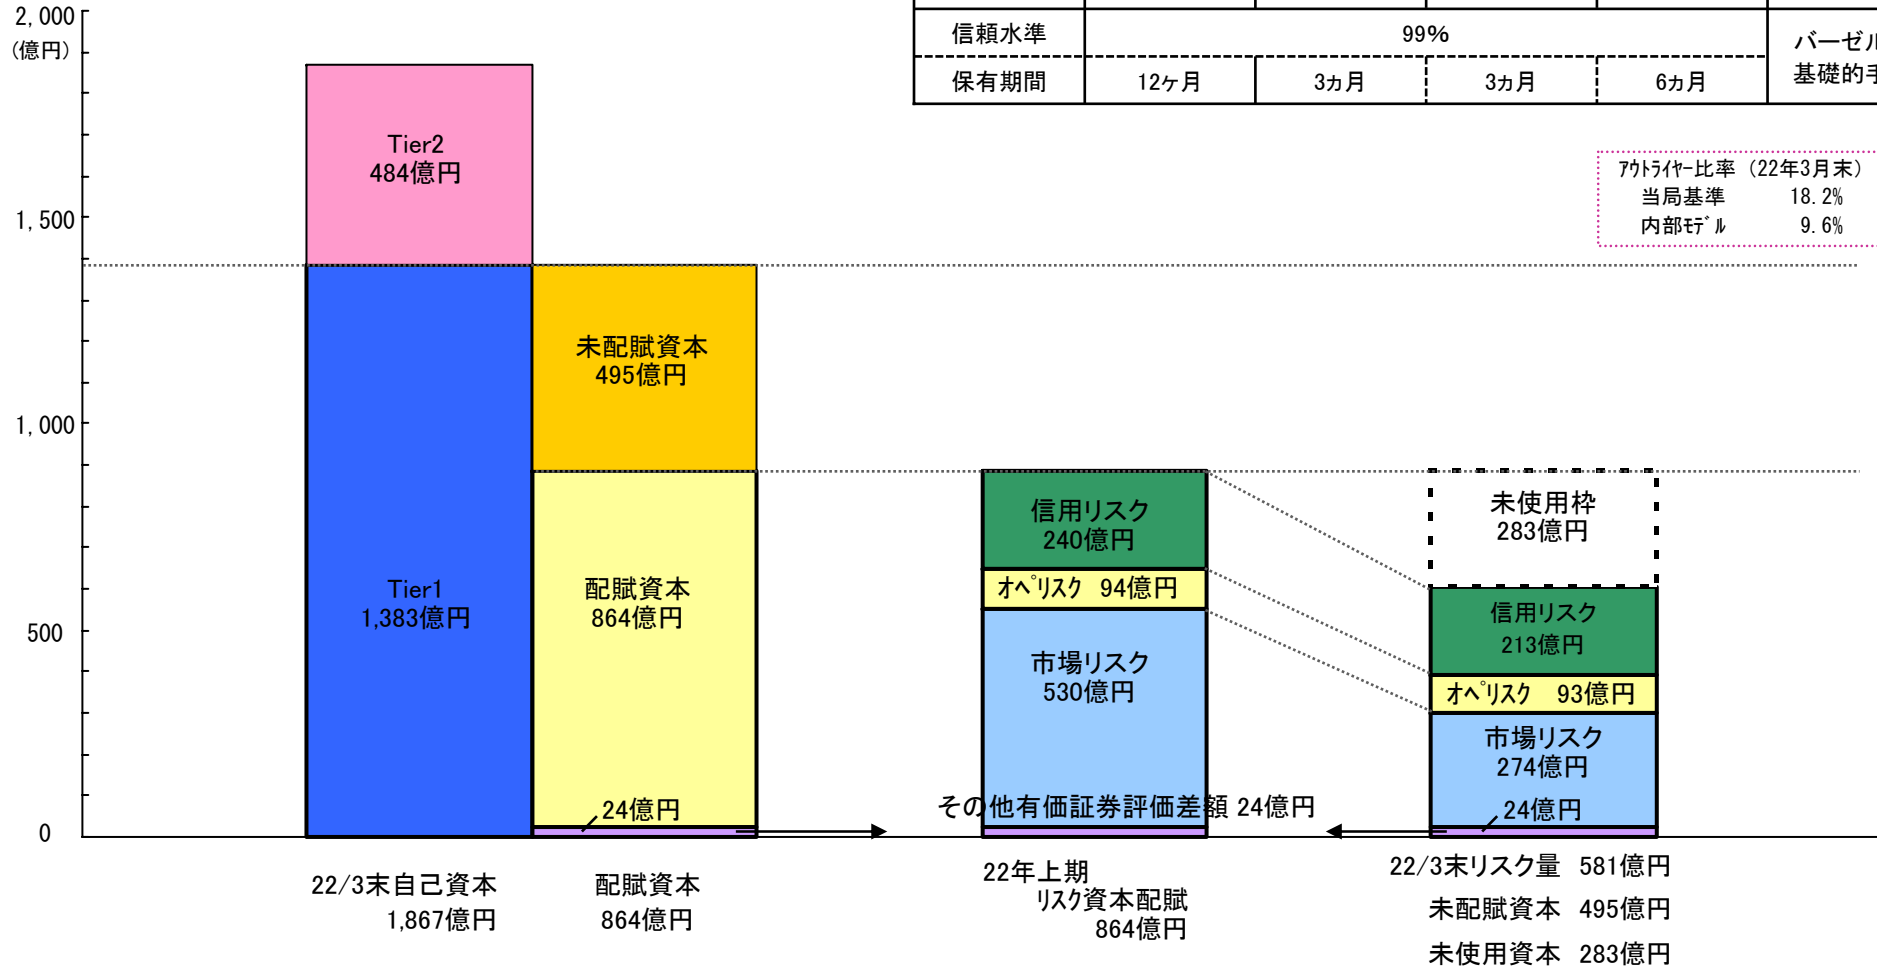 2,000
(億円)
1,500
1,000
500
0
信頼水準
99%
バーゼル
基礎的手
保有期間
12ヶ月
3ヵ月
3ヵ月
6ヵ月
ｱｳﾄﾗｲﾔｰ比率 (22年3月末)
当局基準 18.2%
内部ﾓﾃﾞﾙ 9.6%
Tier2
484億円
Tier1
1,383億円
未配賦資本
495億円
配賦資本
864億円
24億円
信用リスク
240億円
オペリスク 94億円
市場リスク
530億円
その他有価証券評価差額 24億円
未使用枠
283億円
信用リスク
213億円
オペリスク 93億円
市場リスク
274億円
24億円
22/3末自己資本
1,867億円
配賦資本
864億円
22年上期
リスク資本配賦
864億円
22/3末リスク量 581億円
未配賦資本 495億円
未使用資本 283億円